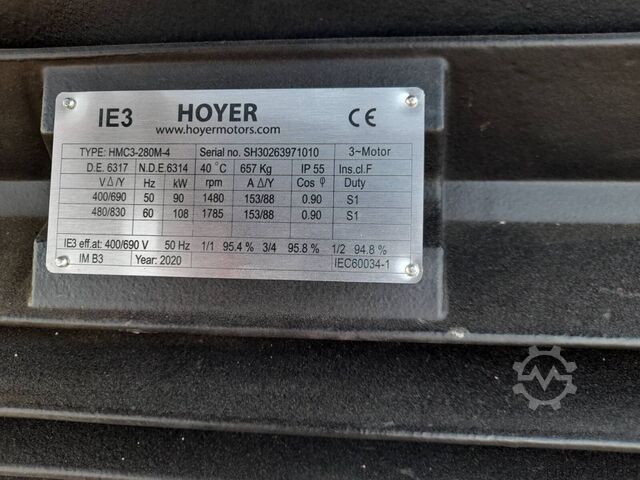 IE3 HOYER CE
www.hoyermotors.com
TYPE: HMC3-280M-4 Serial no. SH30263971010 3~Motor
D.E. 6317 N.D.E.6314 40 °C 657 Kg IP 55 Ins.cl.F
V Δ/Y Hz kW rpm A Δ/Y Cos φ Duty
400/690 50 90 1480 153/88 0.90 S1
480/830 60 108 1785 153/88 0.90 S1
IE3 eff.at: 400/690 V 50 Hz 1/1 95.4 % 3/4 95.8 % 1/2 94.8 %
IM B3 Year: 2020 IEC60034-1